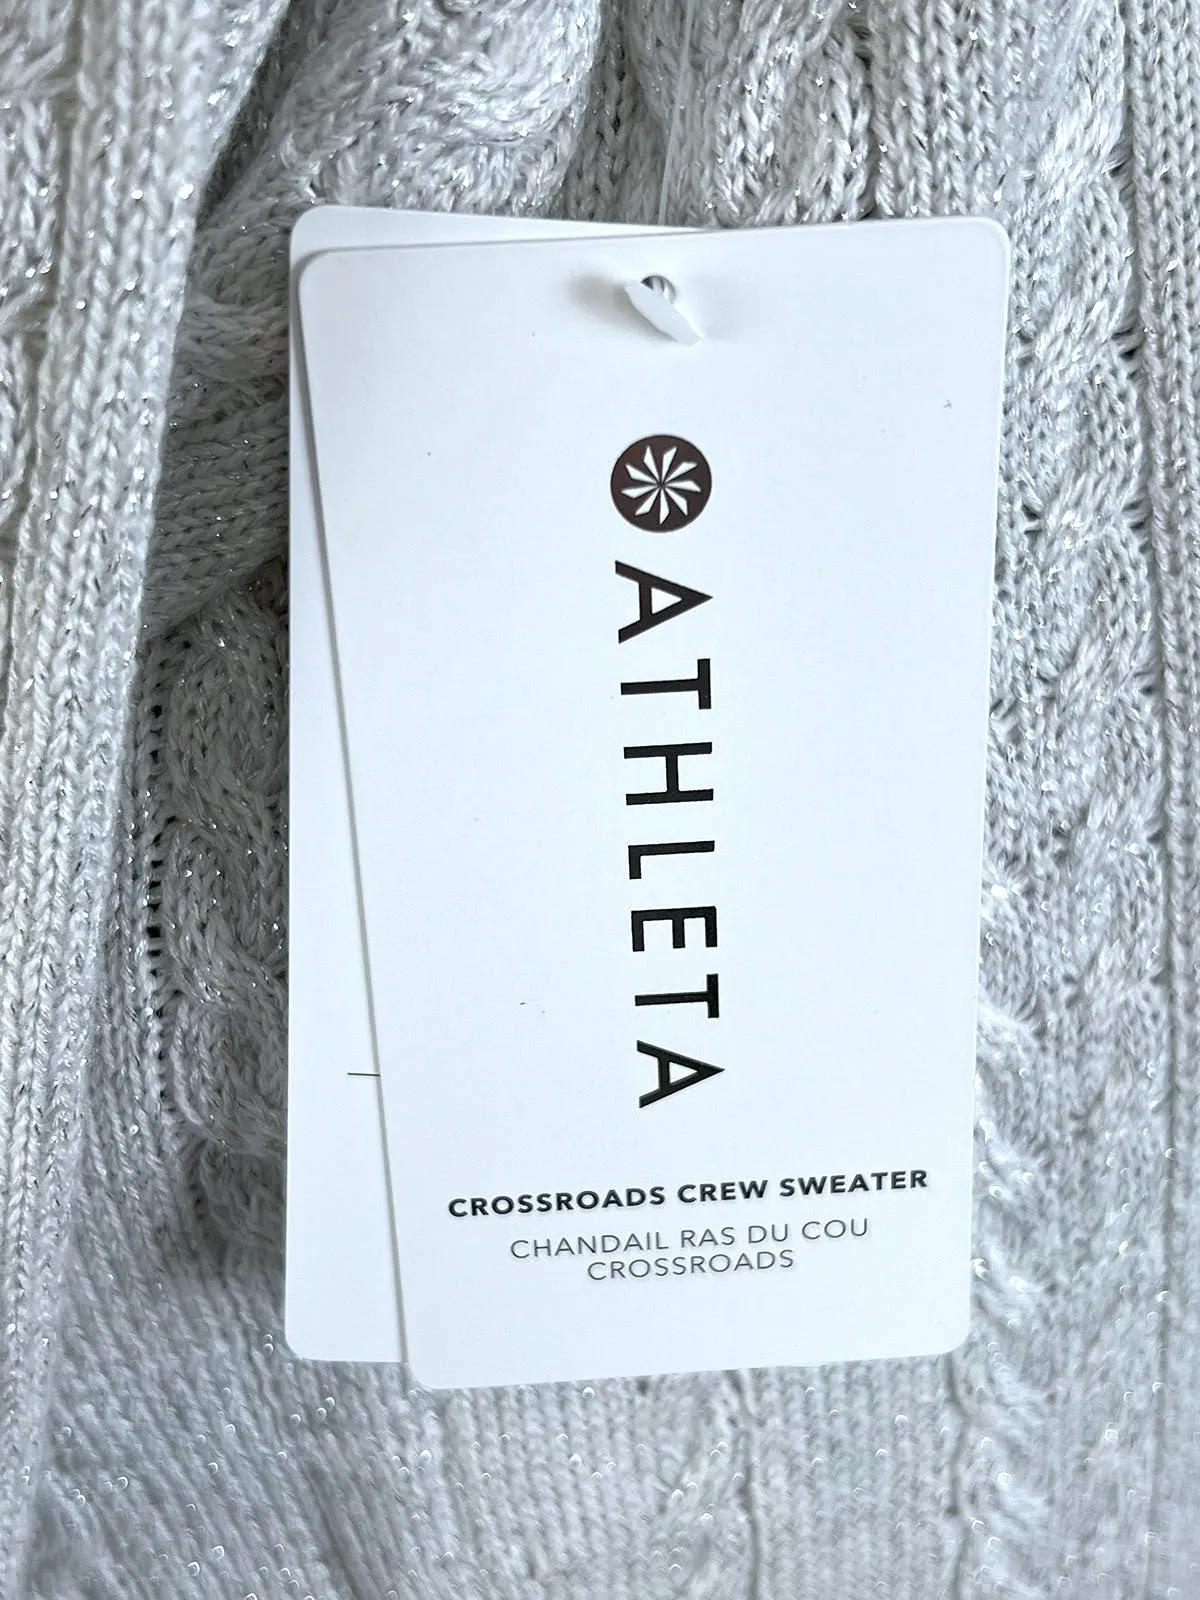 ATHLETA
CROSSROADS CREW SWEATER
CHANDAIL RAS DU COU
CROSSROADS